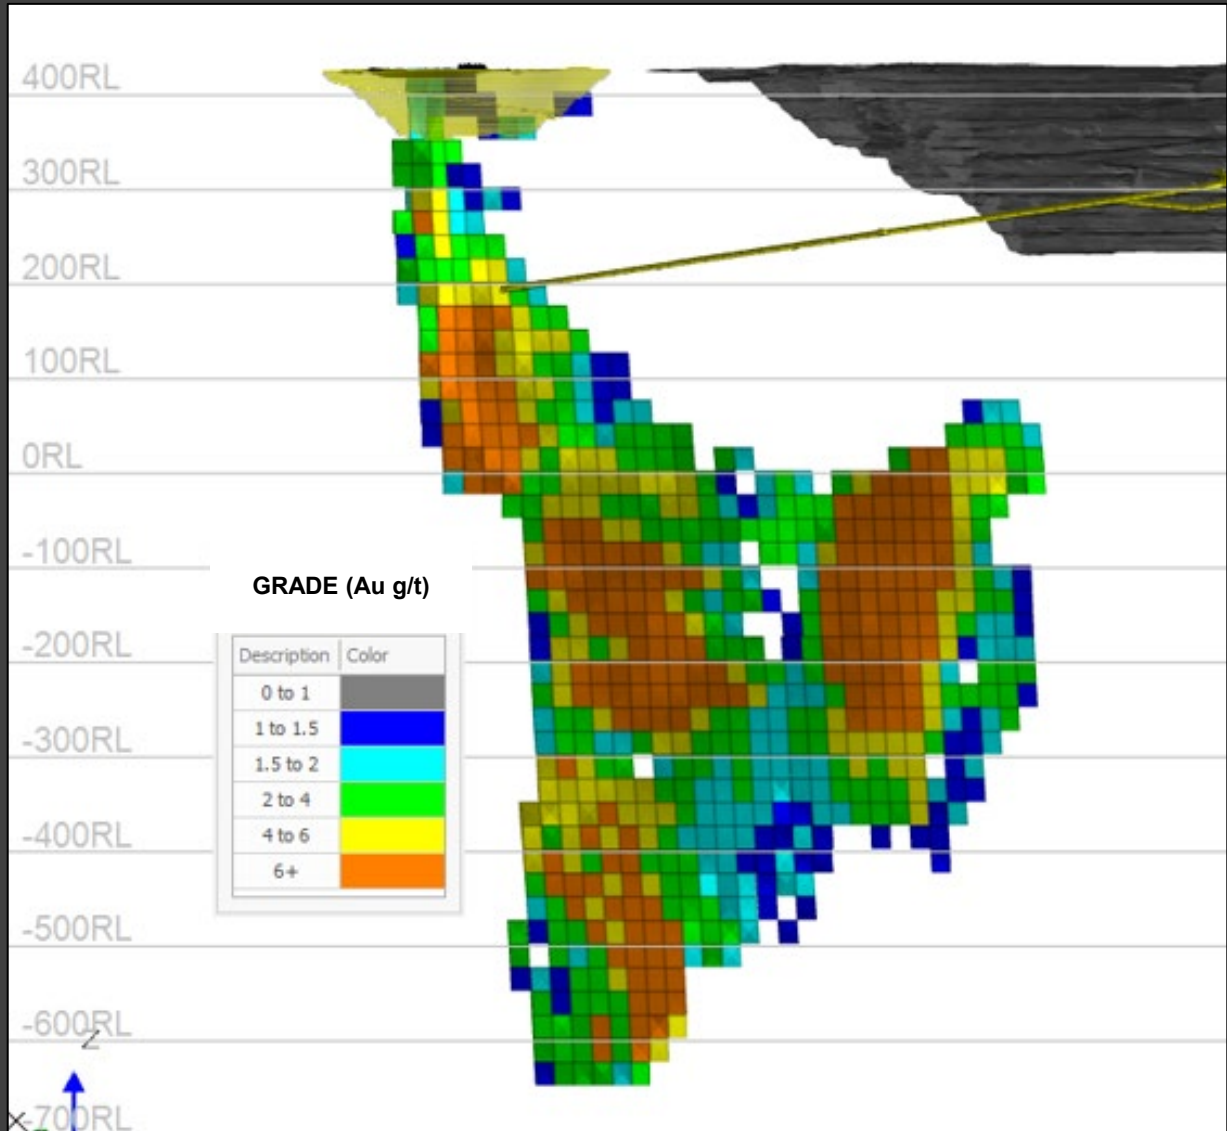 400RL
300RL
200RL
100RL
0RL
-100RL
GRADE (Au g/t)
-200RL
Description Color
0 to 1
1 to 1.5
-300RL
1.5 to 2
2 to 4
-400RL
4 to 6
6+
-500RL
-600RL
Z
X
-700RL